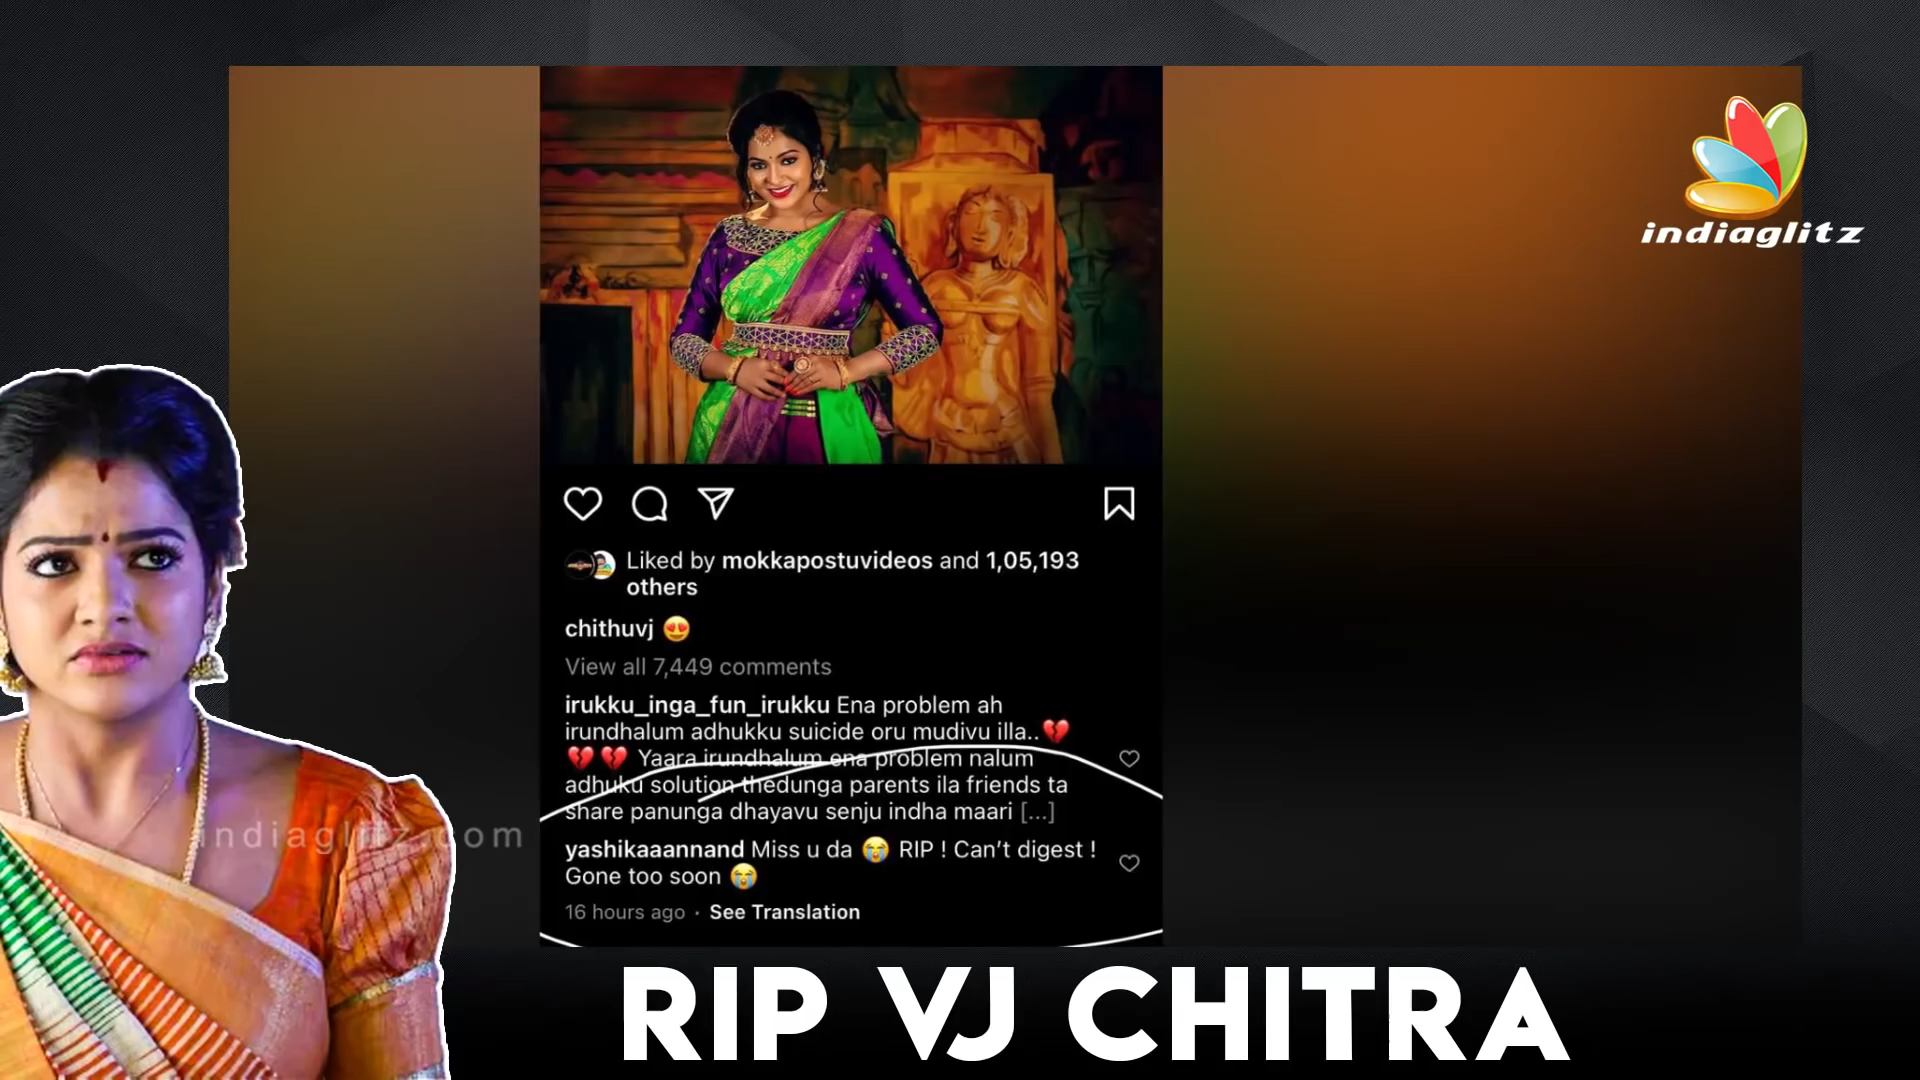 indiaglitz
Liked by mokkapostuvideos and 1,05,193
others
chithuvj 😍
View all 7,449 comments
irukku_inga_fun_irukku Ena problem ah
irundhalum adhukku suicide oru mudivu illa..💔
💔💔 Yaara irundhalum ena problem nalum
adhuku solution thedunga parents ila friends ta
share panunga dhayavu senju indha maari [...]
yashikaaannand Miss u da 😭 RIP ! Can't digest !
Gone too soon 😭
16 hours ago · See Translation
indiaglitz.com
RIP VJ CHITRA